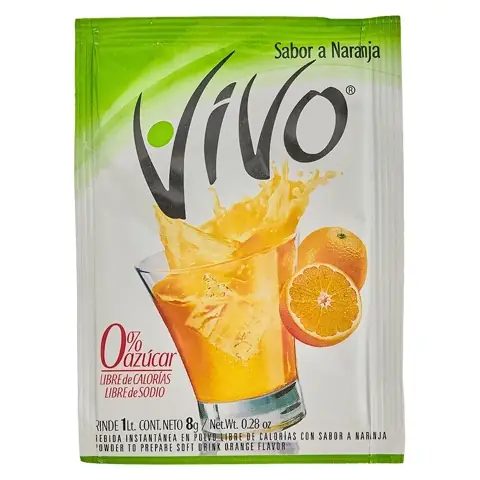 Sabor a Naranja
ViVo®
0%
azúcar
LIBRE de CALORÍAS
LIBRE de SODIO
RINDE 1Lt. CONT. NETO 8g / Net.Wt. 0.28 oz
BEBIDA INSTANTÁNEA EN POLVO LIBRE DE CALORÍAS CON SABOR A NARANJA
POWDER TO PREPARE SOFT DRINK ORANGE FLAVOR